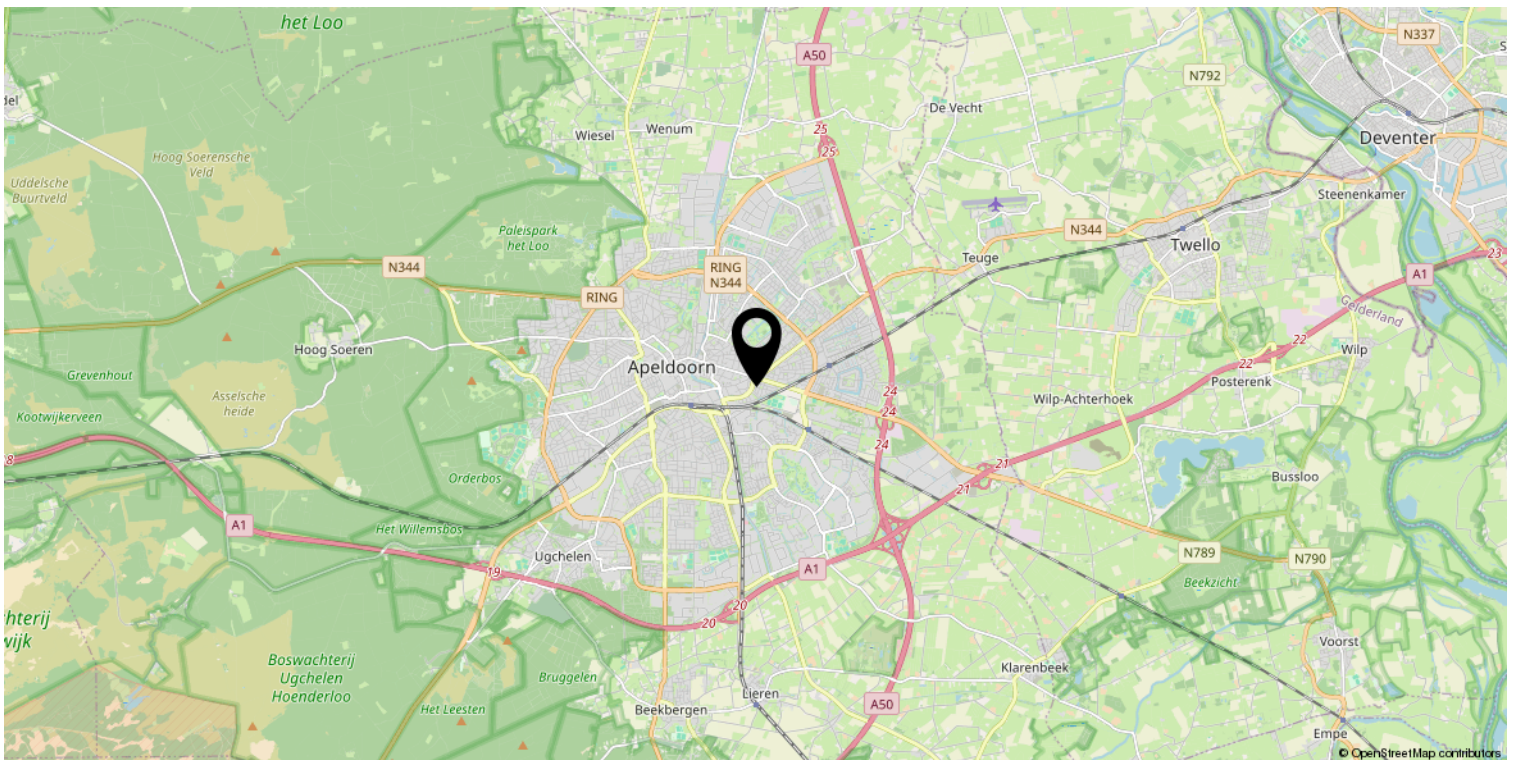 het Loo
A50
N337
N792
De Vecht
Wiesel
Wenum
25
25
Deventer
Hoog Soerensche
Veld
Uddelsche
Buurtveld
Steenenkamer
Paleispark
het Loo
N344
Twello
Teuge
23
N344
RING
N344
A1
RING
Gelderland
22
Hoog Soeren
Wilp
22
Apeldoorn
Grevenhout
Posterenk
24
Asselsche
heide
Wilp-Achterhoek
Kootwijkerveen
24
24
21
Orderbos
Bussloo
21
A1
Het Willemsbos
Ugchelen
N789
N790
A1
19
Beekzicht
20
20
Voorst
Boswachterij
Ugchelen
Hoenderloo
Klarenbeek
Bruggelen
Lieren
A50
Het Leesten
Beekbergen
Empe
© OpenStreetMap contributors